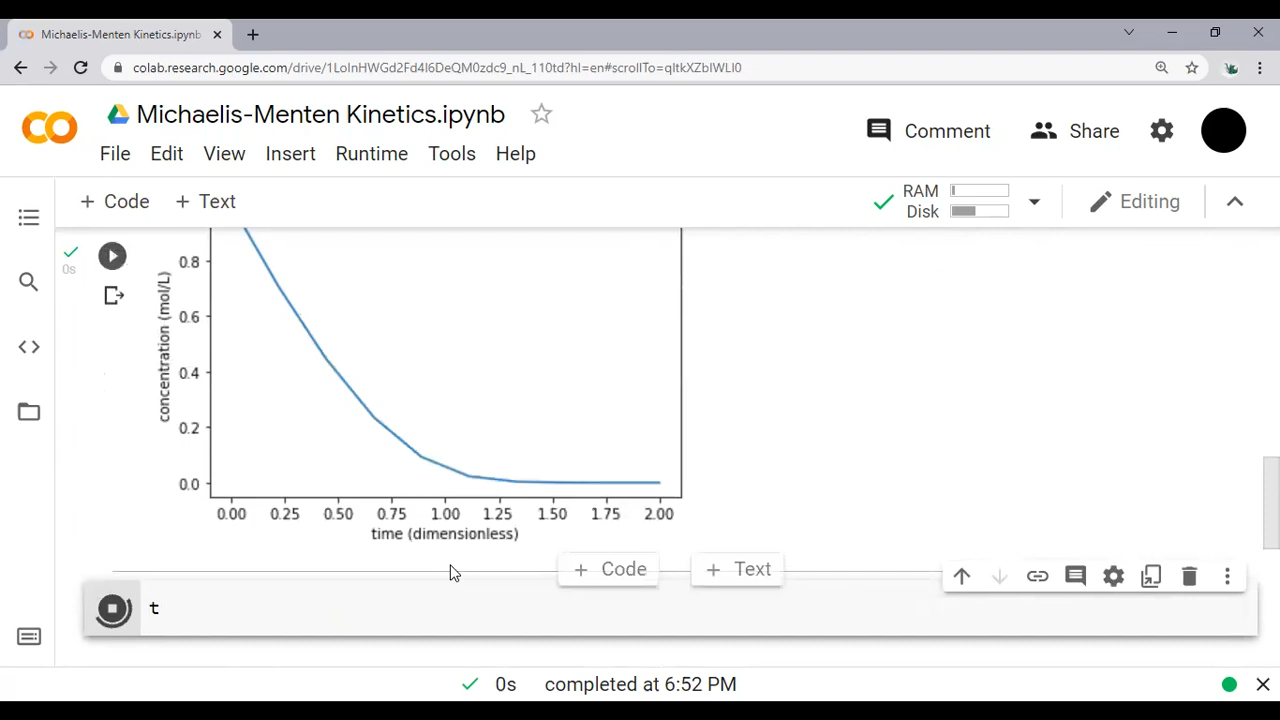 Michaelis-Menten Kinetics.ipynb
colab.research.google.com/drive/1LoInHWGd2Fd4I6DeQM0zdc9_nL_110td?hl=en#scrollTo=qItkXZbIWLI0
CO Michaelis-Menten Kinetics.ipynb
Comment Share
File Edit View Insert Runtime Tools Help
+ Code + Text
RAM
Disk
Editing
0s
0.8
0.6
0.4
0.2
0.0
concentration (mol/L)
0.00 0.25 0.50 0.75 1.00 1.25 1.50 1.75 2.00
time (dimensionless)
+ Code + Text
t
0s completed at 6:52 PM